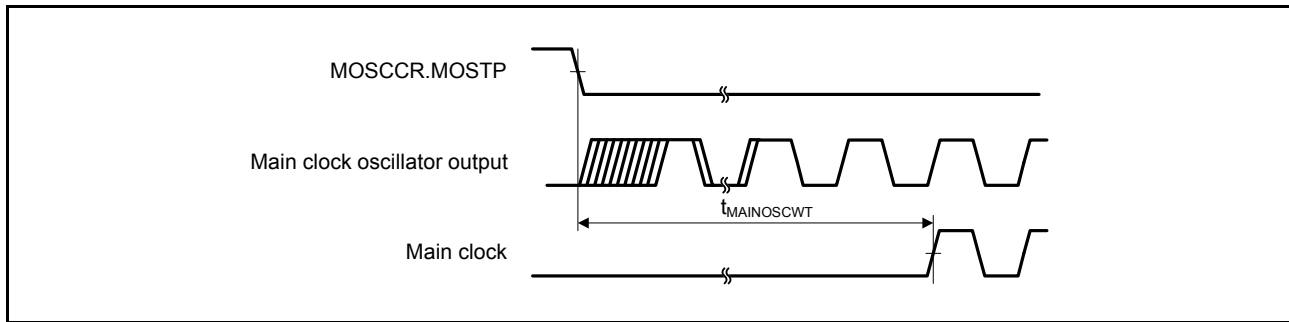 MOSCCR.MOSTP
Main clock oscillator output
tMAINOSCWT
Main clock